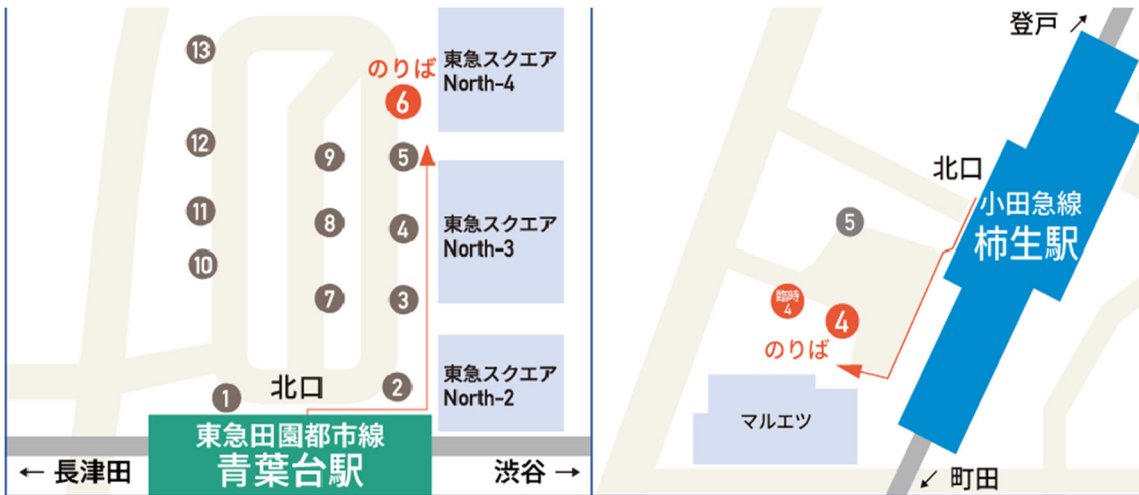 13
のりば
6
東急スクエア
North-4
12
9
5
11
8
4
東急スクエア
North-3
10
7
3
1
北口
2
東急スクエア
North-2
東急田園都市線
青葉台駅
← 長津田
渋谷 →
登戸 ↗
北口
小田急線
柿生駅
5
臨時
4
4
のりば
マルエツ
↙ 町田